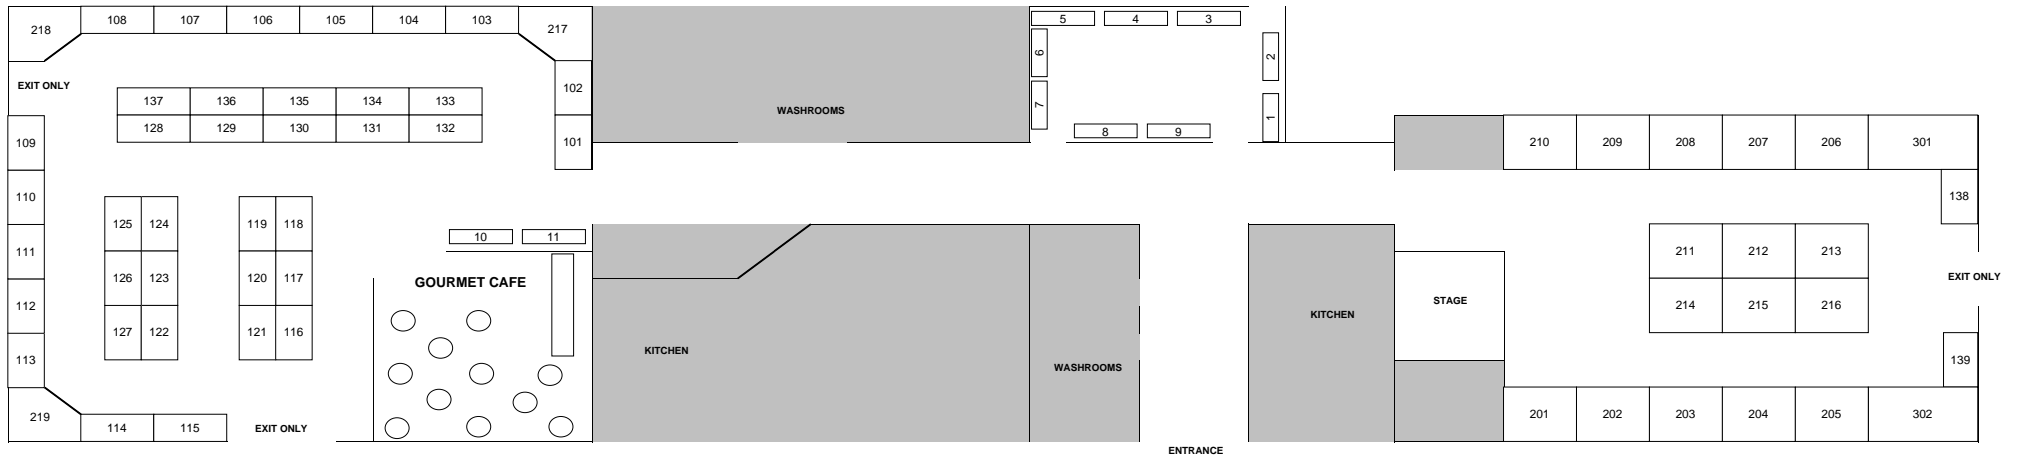 218 108 107 106 105 104 103 217
5 4 3
6
2
EXIT ONLY
102
137 136 135 134 133
7
WASHROOMS
1
128 129 130 131 132
8 9
109
101
210 209 208 207 206 301
110
138
125 124 119 118
10 11
111
211 212 213
126 123 120 117
GOURMET CAFE
EXIT ONLY
112
STAGE
214 215 216
KITCHEN
127 122 121 116
KITCHEN
113
139
WASHROOMS
219
114 115
EXIT ONLY
201 202 203 204 205 302
ENTRANCE